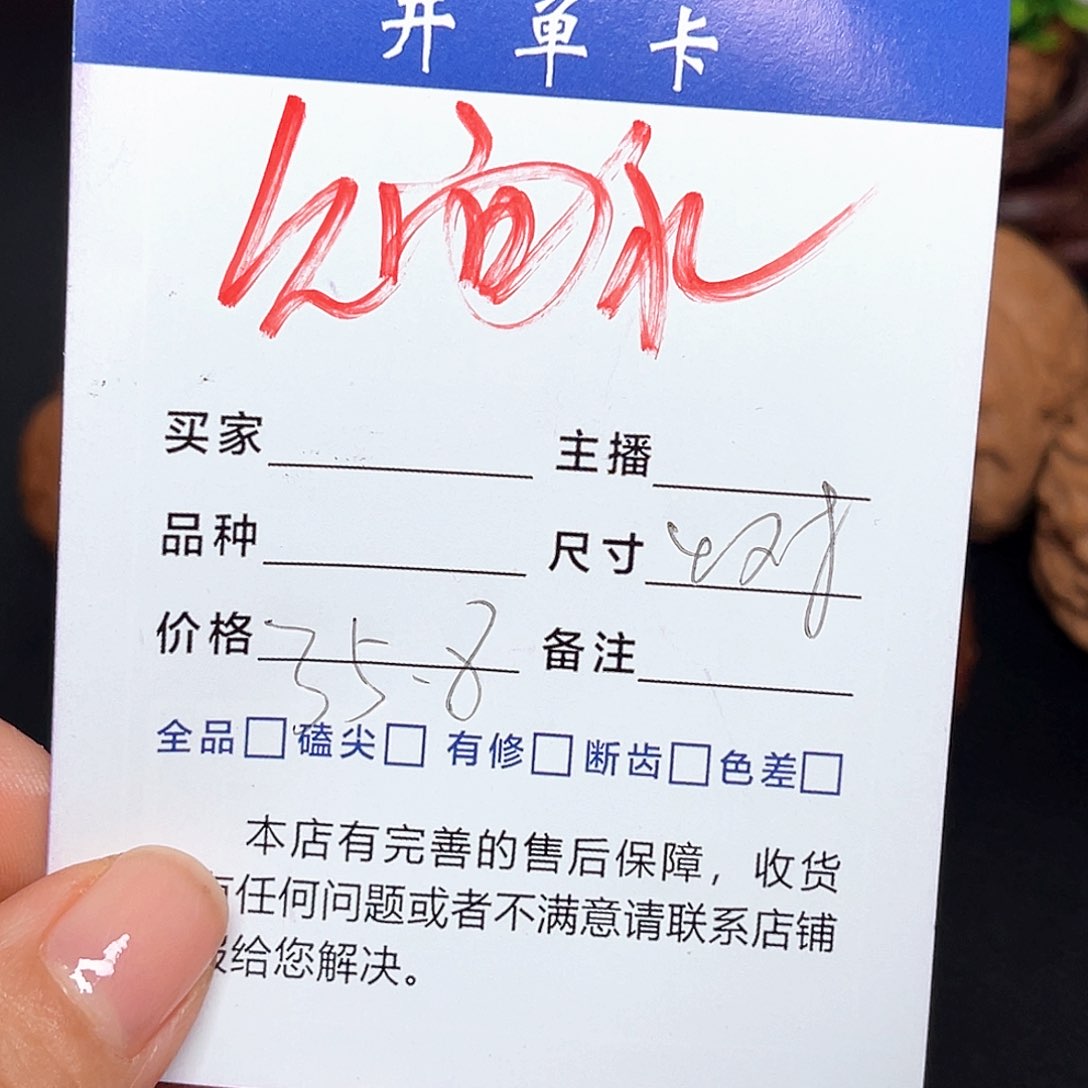 开单卡
买家 主播
品种 尺寸
价格 35.8 备注
全品□ 磕尖□ 有修□ 断齿□ 色差□
本店有完善的售后保障，收货
任何问题或者不满意请联系店铺
给您解决。